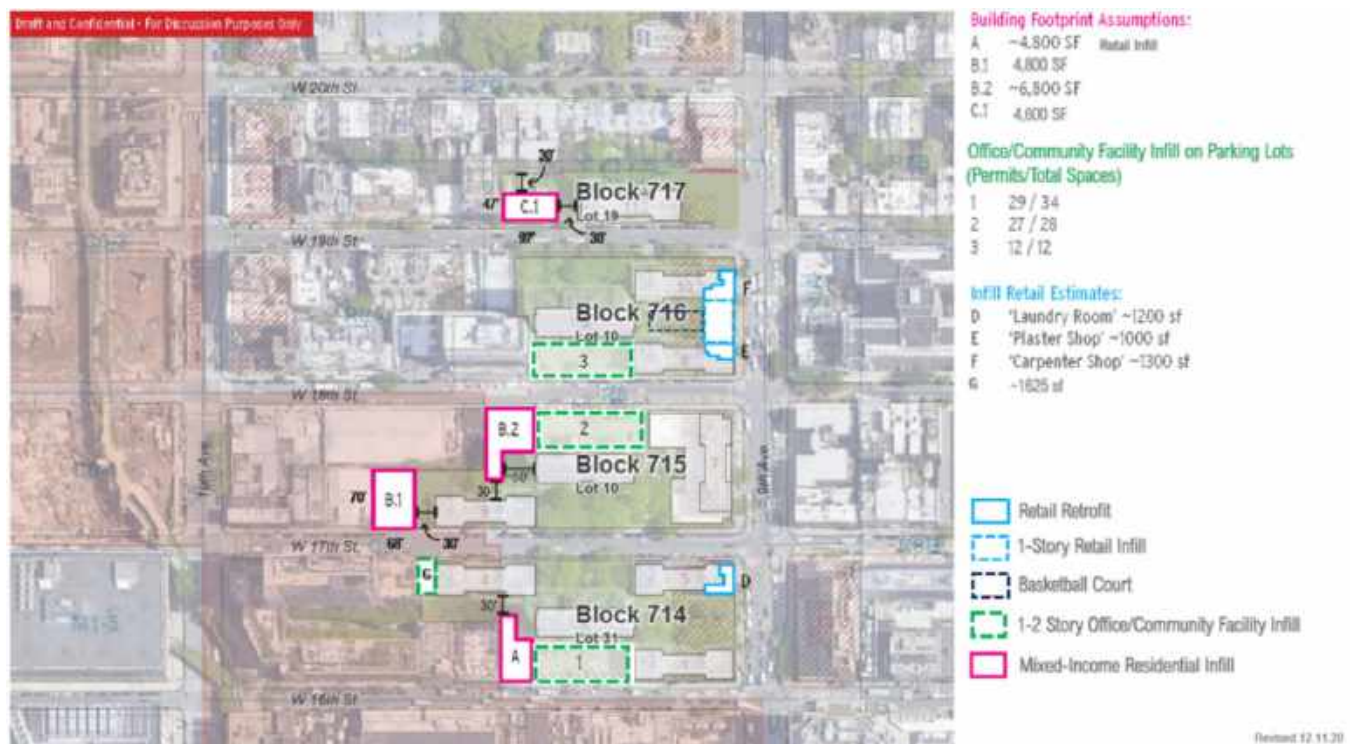 Draft and Confidential - For Discussion Purposes Only
W 20th St
30'
Block 717
47'
C.1
Lot 19
W 19th St
97'
30'
F
Block 716
Lot 10
E
3
W 18th St
B.2
2
Tenth Ave
Block 715
50'
Lot 10
9th Ave
30
70'
B.1
W 17th St.
68'
30'
G
D
30'
Block 714
Lot 31
A
1
W 16th St
Building Footprint Assumptions:
A ~4,800 SF Retail Infill
B.1 4,800 SF
B.2 ~6,800 SF
C.1 4,600 SF
Office/Community Facility Infill on Parking Lots
(Permits/Total Spaces)
1 29 / 34
2 27 / 28
3 12 / 12
Infill Retail Estimates:
D 'Laundry Room' ~1200 sf
E 'Plaster Shop' ~1000 sf
F 'Carpenter Shop' ~1300 sf
G ~1625 sf
Retail Retrofit
1-Story Retail Infill
Basketball Court
1-2 Story Office/Community Facility Infill
Mixed-Income Residential Infill
Revised 12.11.20